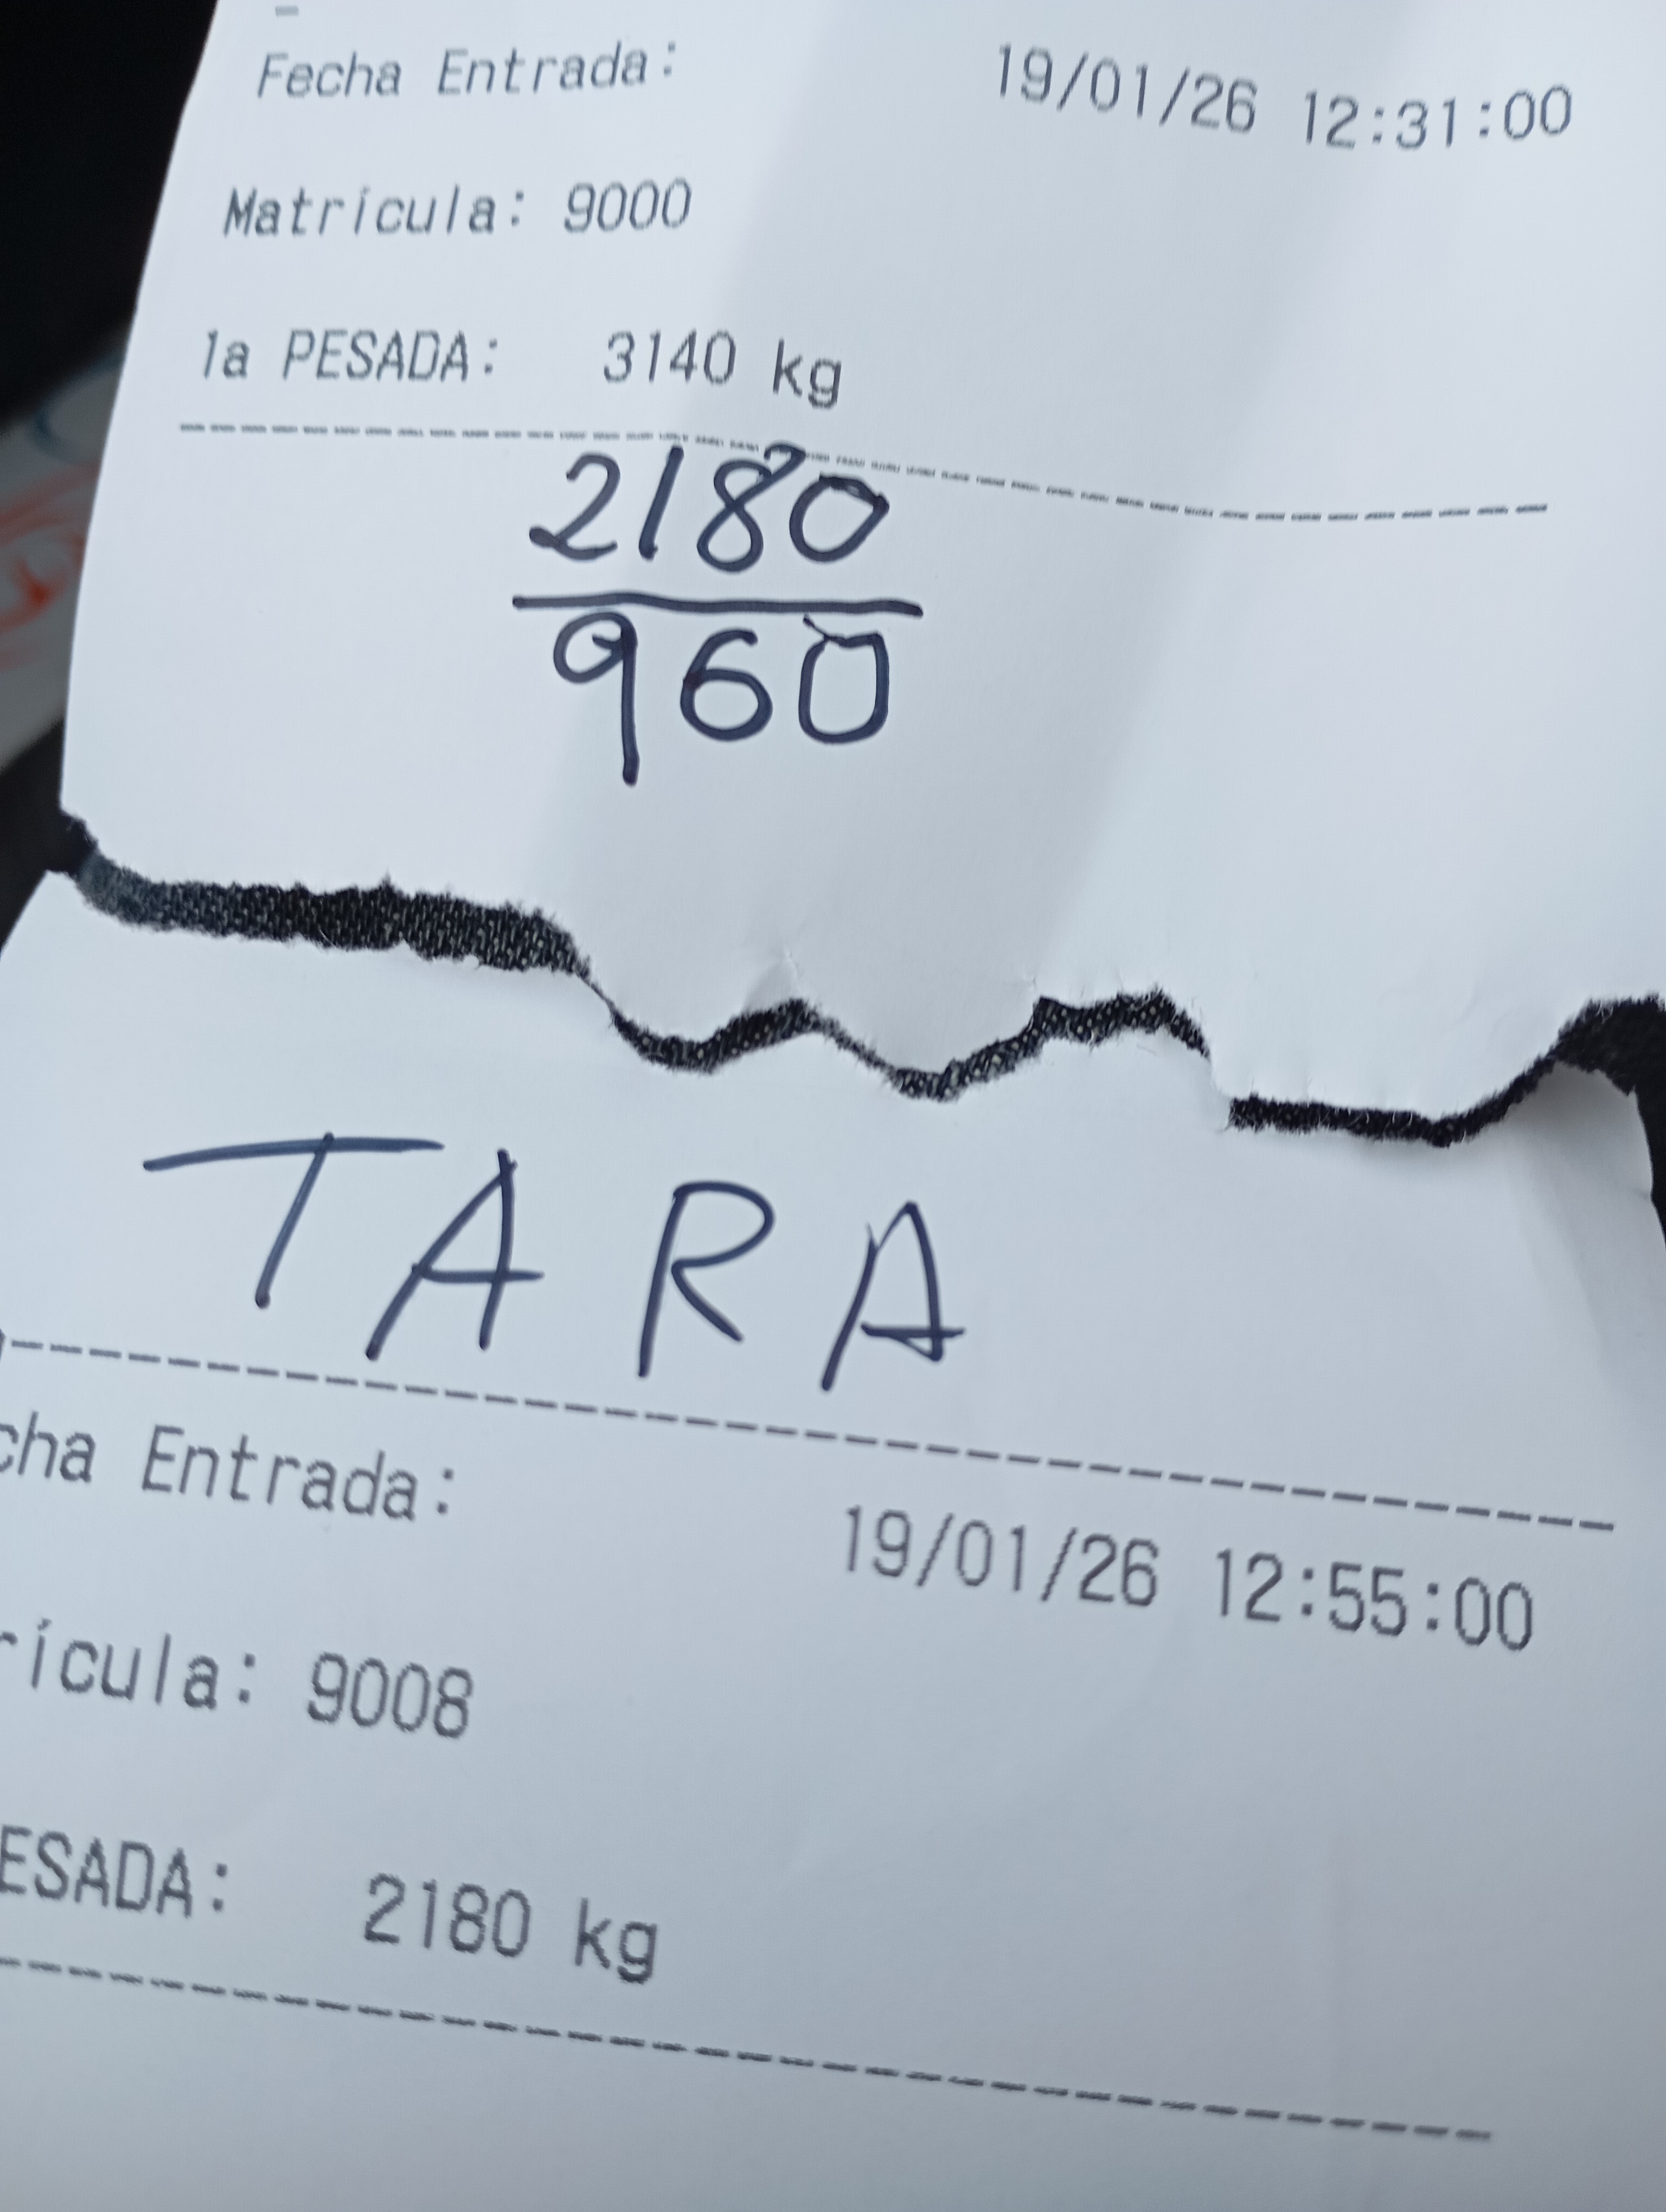 Fecha Entrada: 19/01/26 12:31:00
Matrícula: 9000
1a PESADA: 3140 kg
2180
960
TARA
cha Entrada: 19/01/26 12:55:00
rícula: 9008
ESADA: 2180 kg